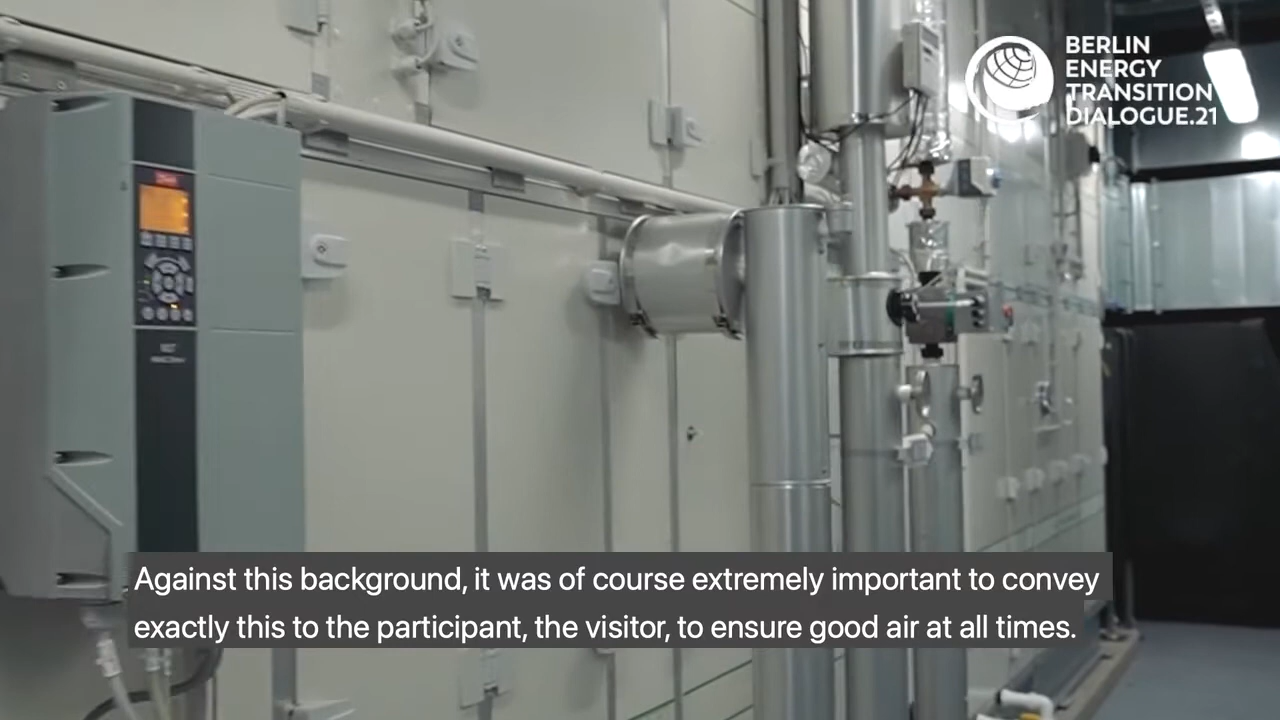 BERLIN
ENERGY
TRANSITION
DIALOGUE.21
Against this background, it was of course extremely important to convey
exactly this to the participant, the visitor, to ensure good air at all times.